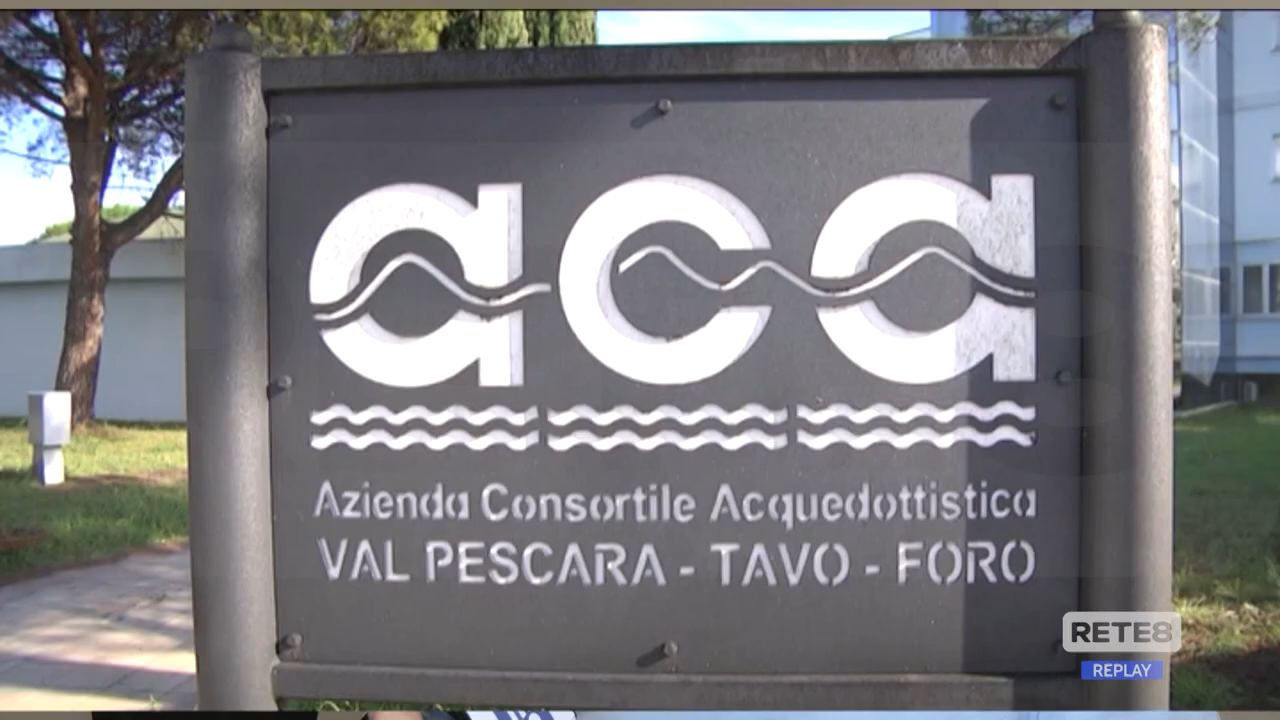 aca
Azienda Consortile Acquedottistica
VAL PESCARA - TAVO - FORO
RETE8
REPLAY